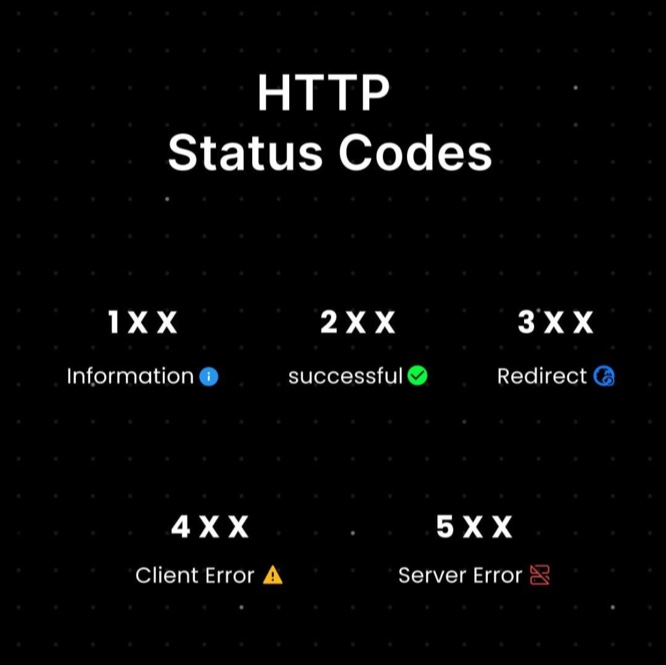 HTTP
Status Codes
1XX
2XX
3XX
Information
successful
Redirect
4XX
5XX
Client Error
Server Error